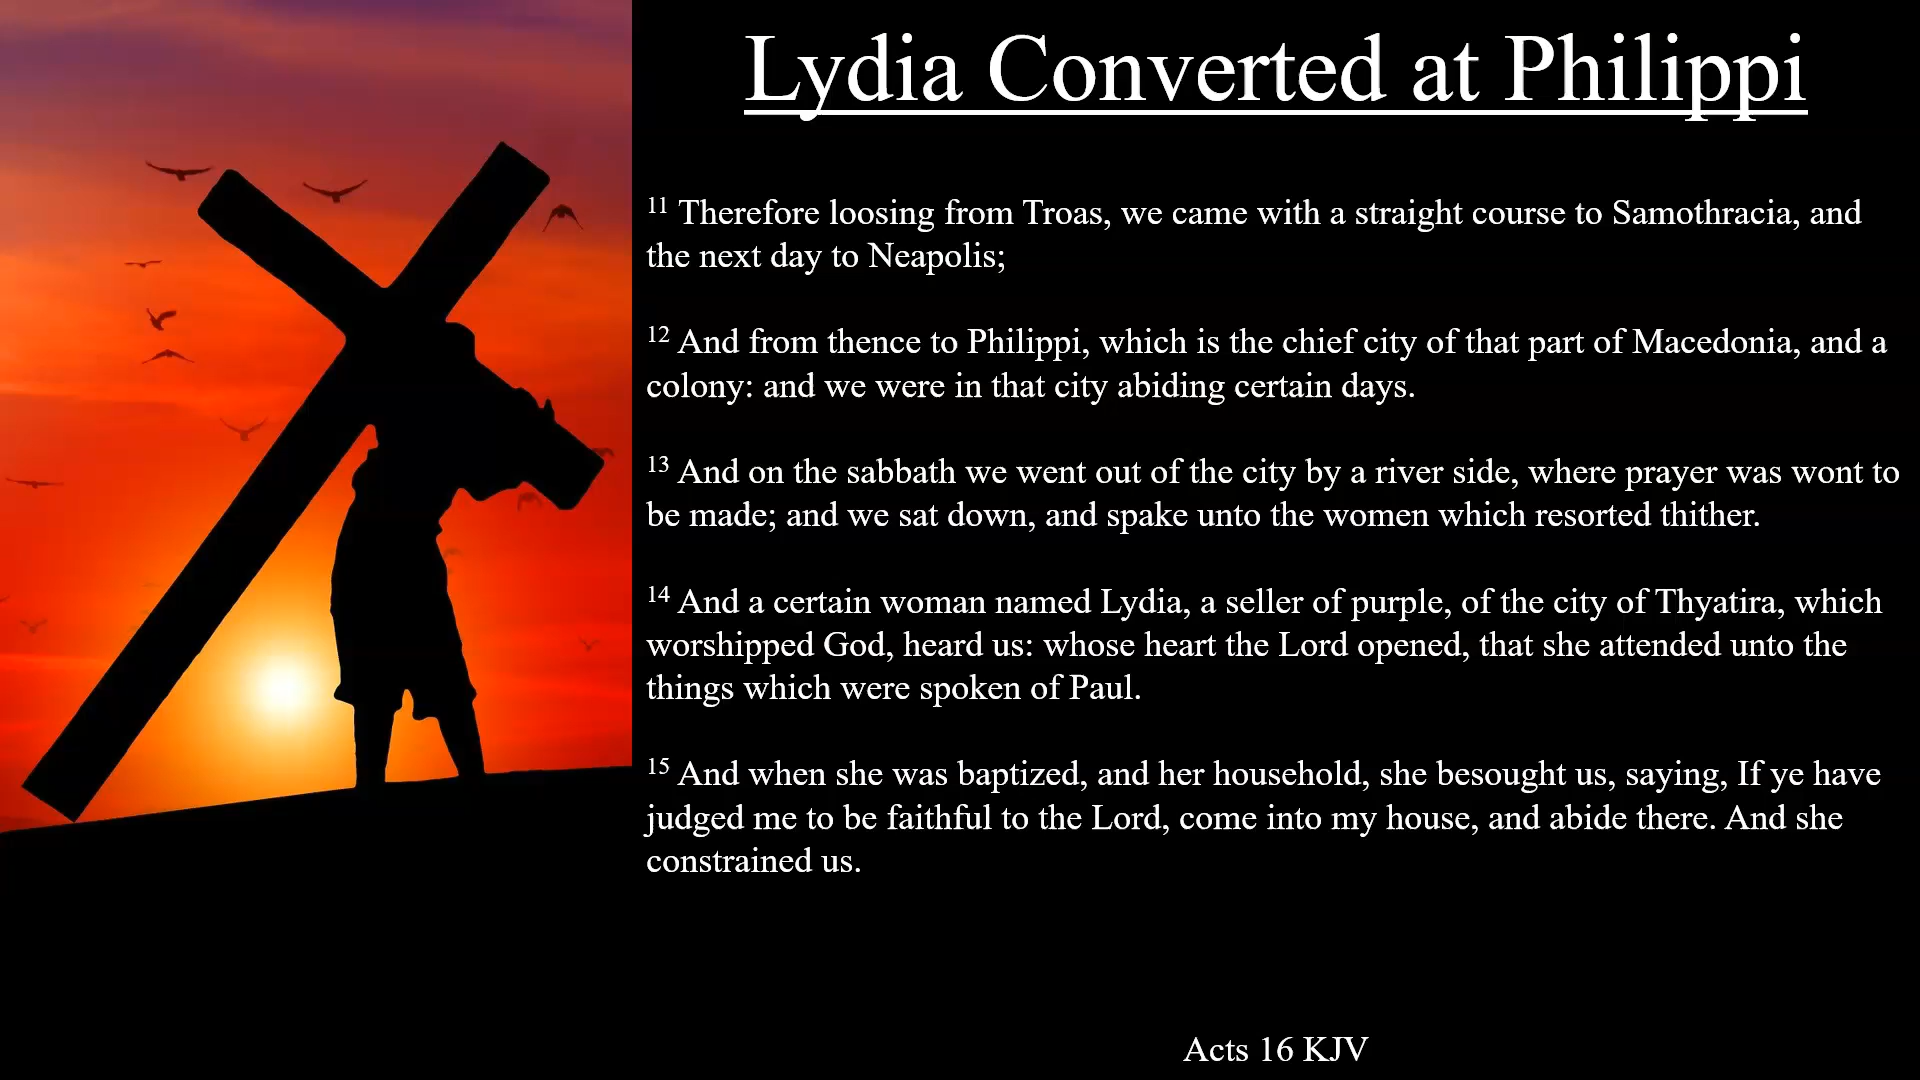 Lydia Converted at Philippi
11 Therefore loosing from Troas, we came with a straight course to Samothracia, and
the next day to Neapolis;
12 And from thence to Philippi, which is the chief city of that part of Macedonia, and a
colony: and we were in that city abiding certain days.
13 And on the sabbath we went out of the city by a river side, where prayer was wont to
be made; and we sat down, and spake unto the women which resorted thither.
14 And a certain woman named Lydia, a seller of purple, of the city of Thyatira, which
worshipped God, heard us: whose heart the Lord opened, that she attended unto the
things which were spoken of Paul.
15 And when she was baptized, and her household, she besought us, saying, If ye have
judged me to be faithful to the Lord, come into my house, and abide there. And she
constrained us.
Acts 16 KJV